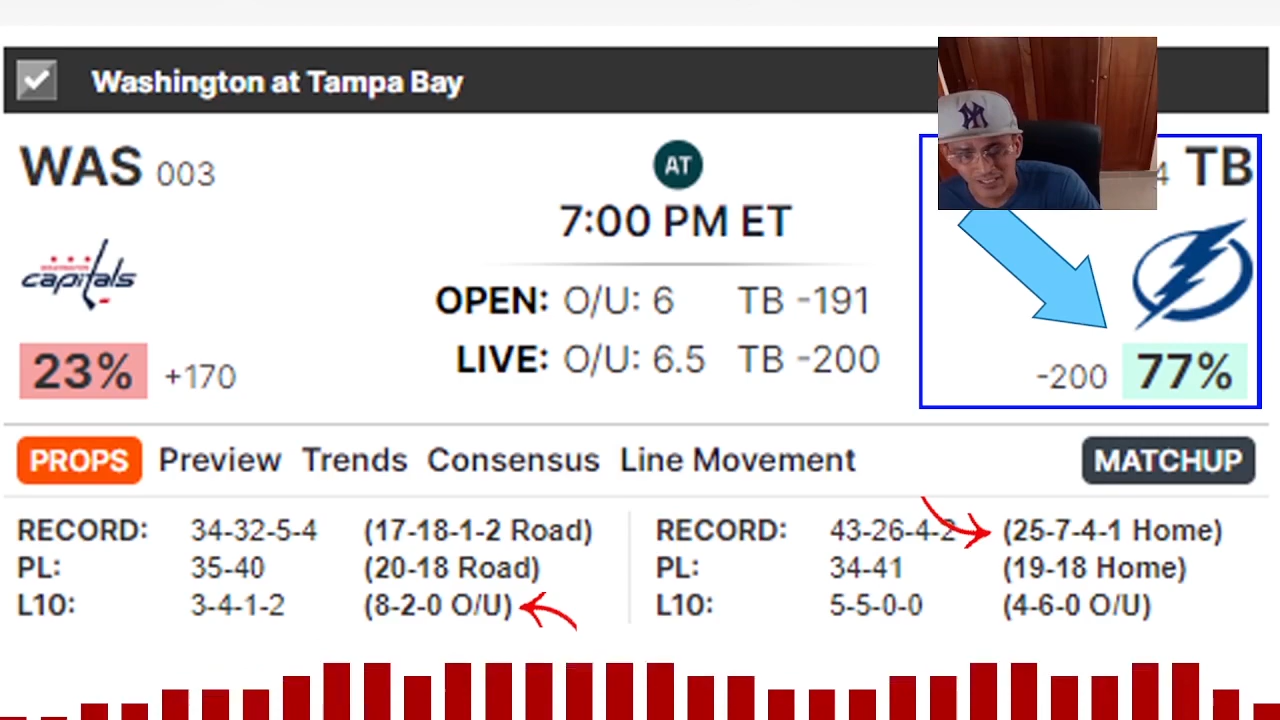 Washington at Tampa Bay
WAS 003
AT
4 TB
7:00 PM ET
capitals
OPEN: O/U: 6 TB -191
LIVE: O/U: 6.5 TB -200
23% +170
-200 77%
PROPS Preview Trends Consensus Line Movement MATCHUP
RECORD: 34-32-5-4 (17-18-1-2 Road) RECORD: 43-26-4-2 (25-7-4-1 Home)
PL: 35-40 (20-18 Road) PL: 34-41 (19-18 Home)
L10: 3-4-1-2 (8-2-0 O/U) L10: 5-5-0-0 (4-6-0 O/U)